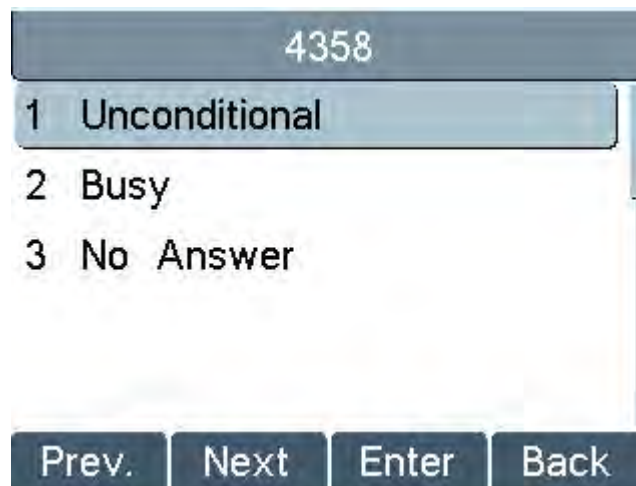 4358
1 Unconditional
2 Busy
3 No Answer
Prev. Next Enter Back